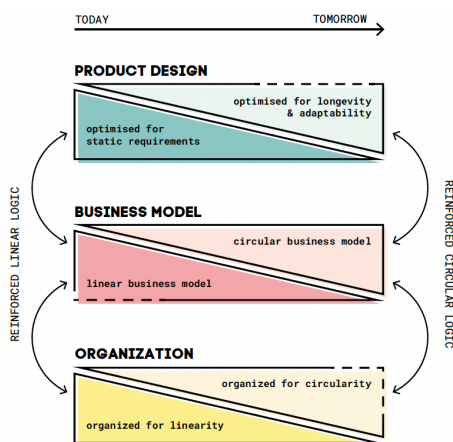 TODAY
TOMORROW
PRODUCT DESIGN
optimised for longevity
& adaptability
optimised for
static requirements
REINFORCED LINEAR LOGIC
REINFORCED CIRCULAR LOGIC
BUSINESS MODEL
circular business model
linear business model
ORGANIZATION
organized for circularity
organized for linearity